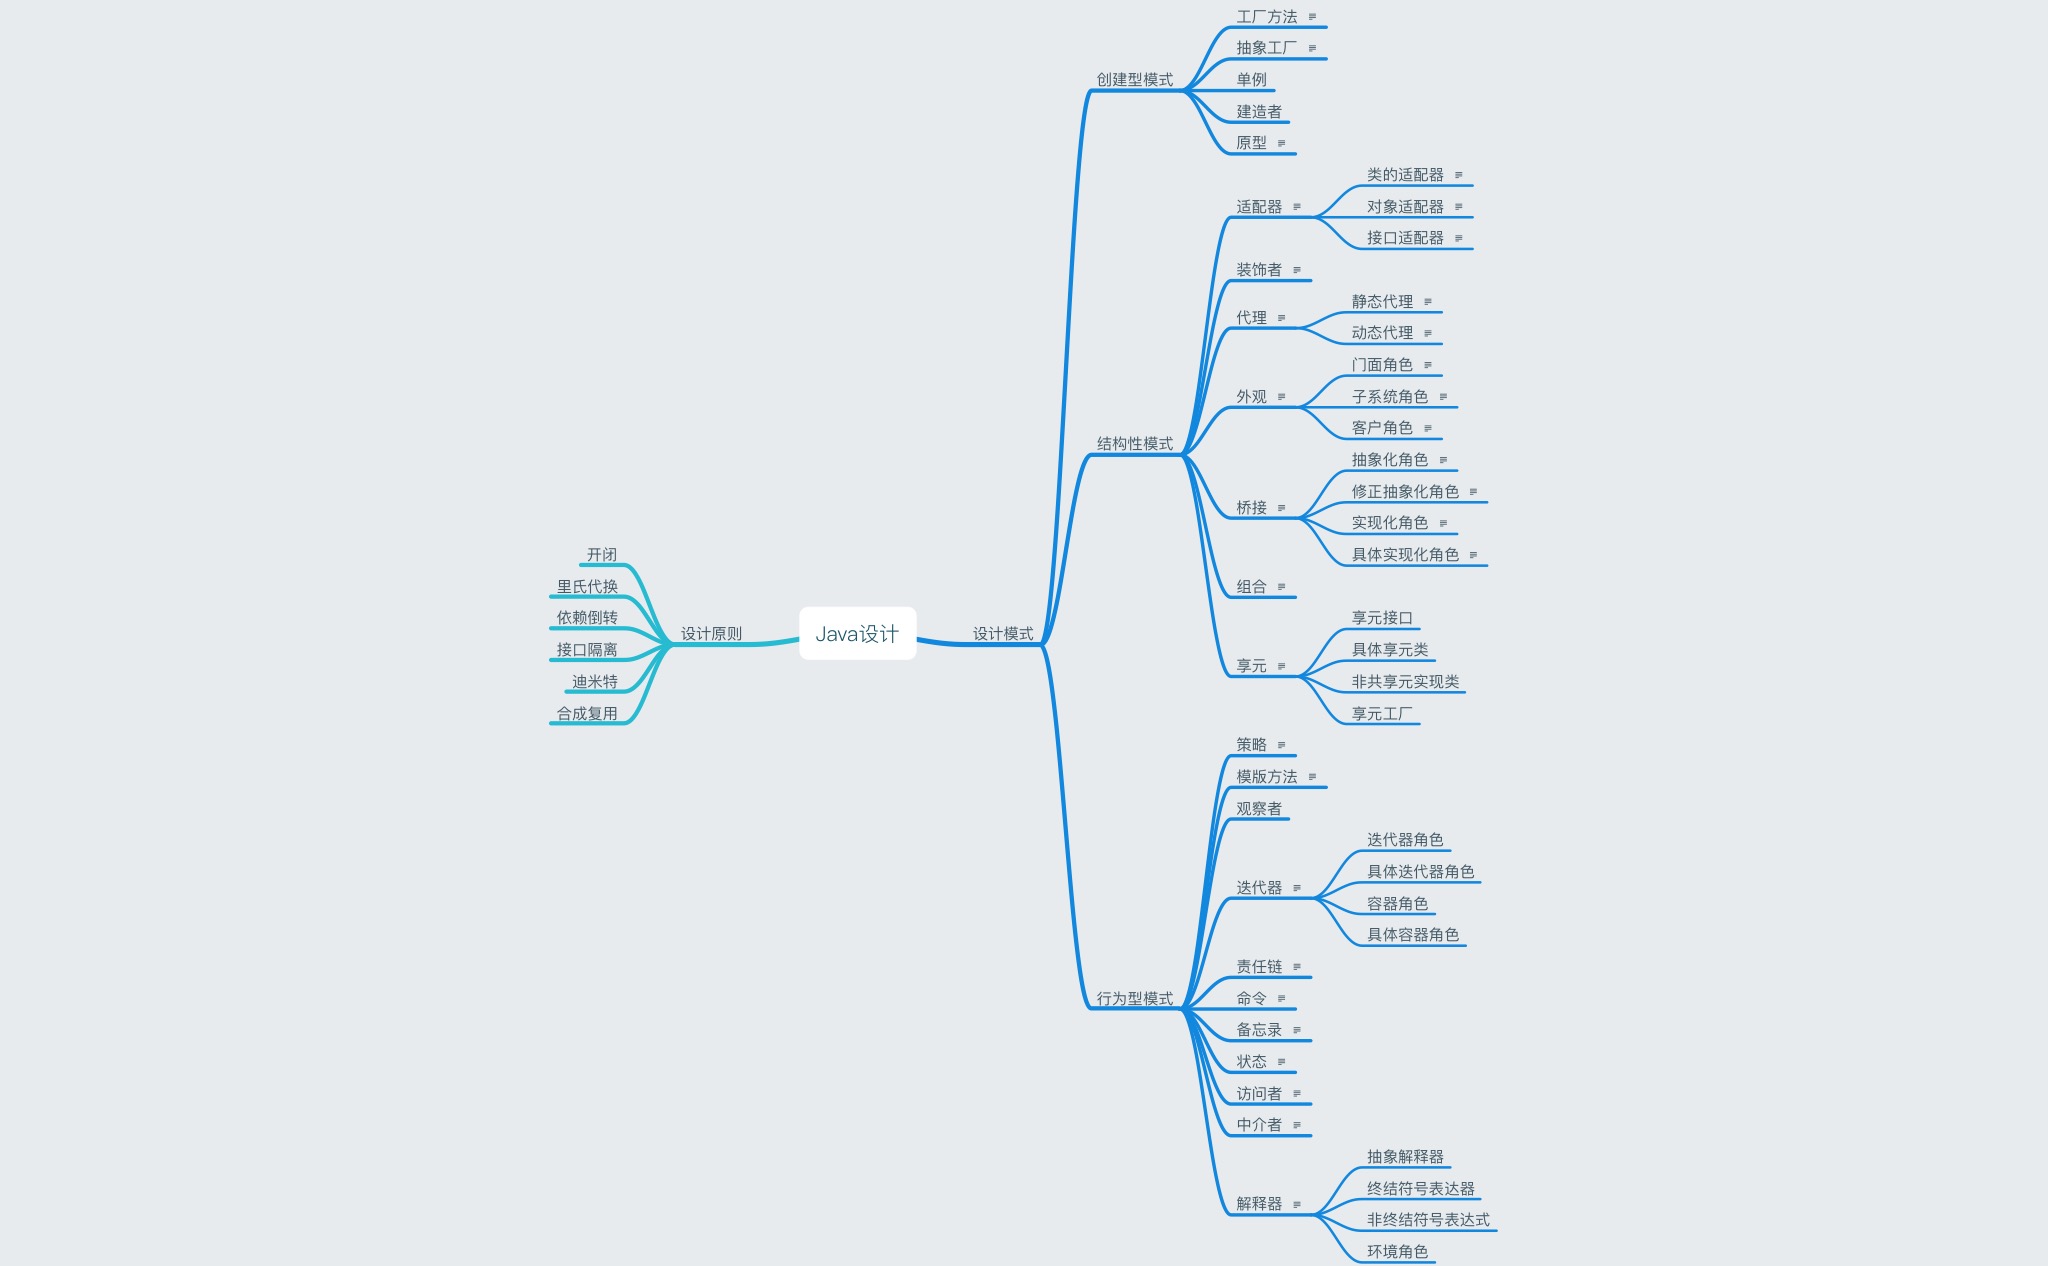 Java设计
设计原则
开闭
里氏代换
依赖倒转
接口隔离
迪米特
合成复用
设计模式
创建型模式
工厂方法
抽象工厂
单例
建造者
原型
结构性模式
适配器
类的适配器
对象适配器
接口适配器
装饰者
代理
静态代理
动态代理
外观
门面角色
子系统角色
客户角色
桥接
抽象化角色
修正抽象化角色
实现化角色
具体实现化角色
组合
享元
享元接口
具体享元类
非共享元实现类
享元工厂
行为型模式
策略
模版方法
观察者
迭代器
迭代器角色
具体迭代器角色
容器角色
具体容器角色
责任链
命令
备忘录
状态
访问者
中介者
解释器
抽象解释器
终结符号表达器
非终结符号表达式
环境角色